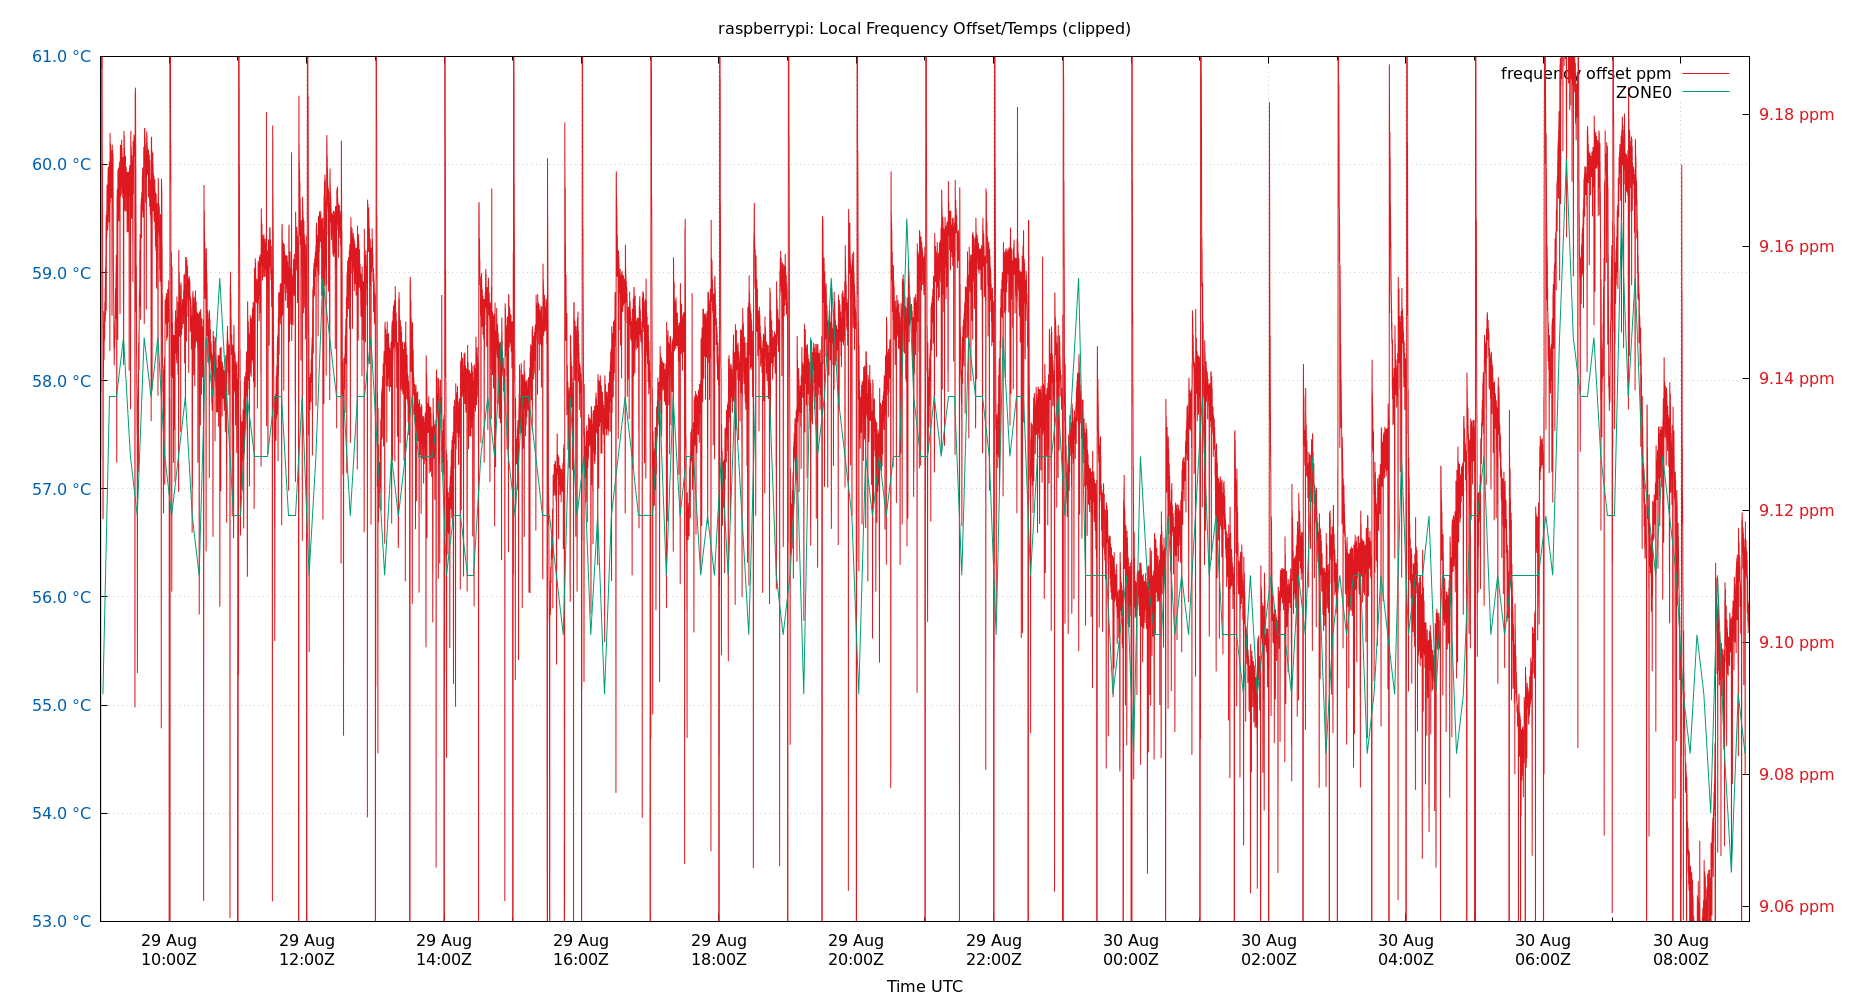 raspberrypi: Local Frequency Offset/Temps (clipped)
61.0 °C
60.0 °C
59.0 °C
58.0 °C
57.0 °C
56.0 °C
55.0 °C
54.0 °C
53.0 °C
frequency offset ppm
ZONE0
9.18 ppm
9.16 ppm
9.14 ppm
9.12 ppm
9.10 ppm
9.08 ppm
9.06 ppm
29 Aug
10:00Z
29 Aug
12:00Z
29 Aug
14:00Z
29 Aug
16:00Z
29 Aug
18:00Z
29 Aug
20:00Z
29 Aug
22:00Z
30 Aug
00:00Z
30 Aug
02:00Z
30 Aug
04:00Z
30 Aug
06:00Z
30 Aug
08:00Z
Time UTC